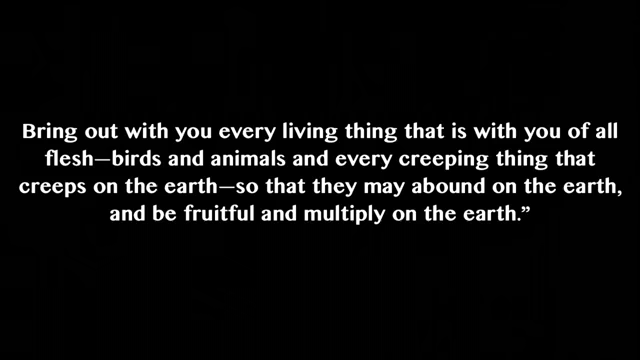 Bring out with you every living thing that is with you of all
flesh—birds and animals and every creeping thing that
creeps on the earth—so that they may abound on the earth,
and be fruitful and multiply on the earth.”